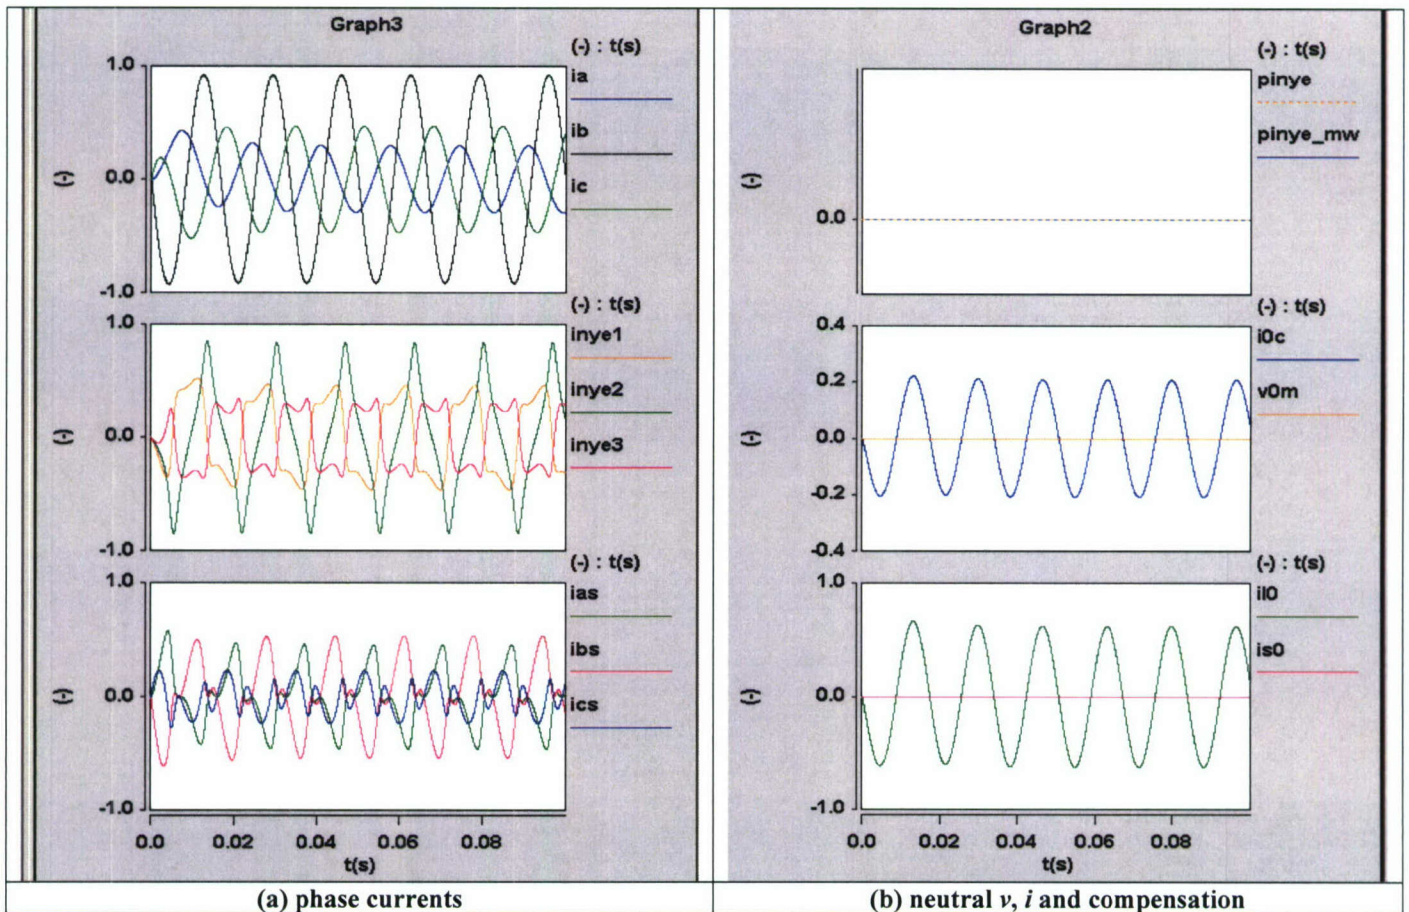 Graph3
(-) : t(s)
1.0
ia
ib
(-)
0.0
ic
-1.0
(-) : t(s)
1.0
inye1
inye2
(-)
0.0
inye3
-1.0
(-) : t(s)
1.0
ias
ibs
(-)
0.0
ics
-1.0
0.0 0.02 0.04 0.06 0.08
t(s)
(a) phase currents
Graph2
(-) : t(s)
pinye
pinye_mw
(-)
0.0
(-) : t(s)
0.4
i0c
0.2
v0m
(-)
0.0
-0.2
-0.4
(-) : t(s)
1.0
il0
is0
(-)
0.0
-1.0
0.0 0.02 0.04 0.06 0.08
t(s)
(b) neutral v, i and compensation